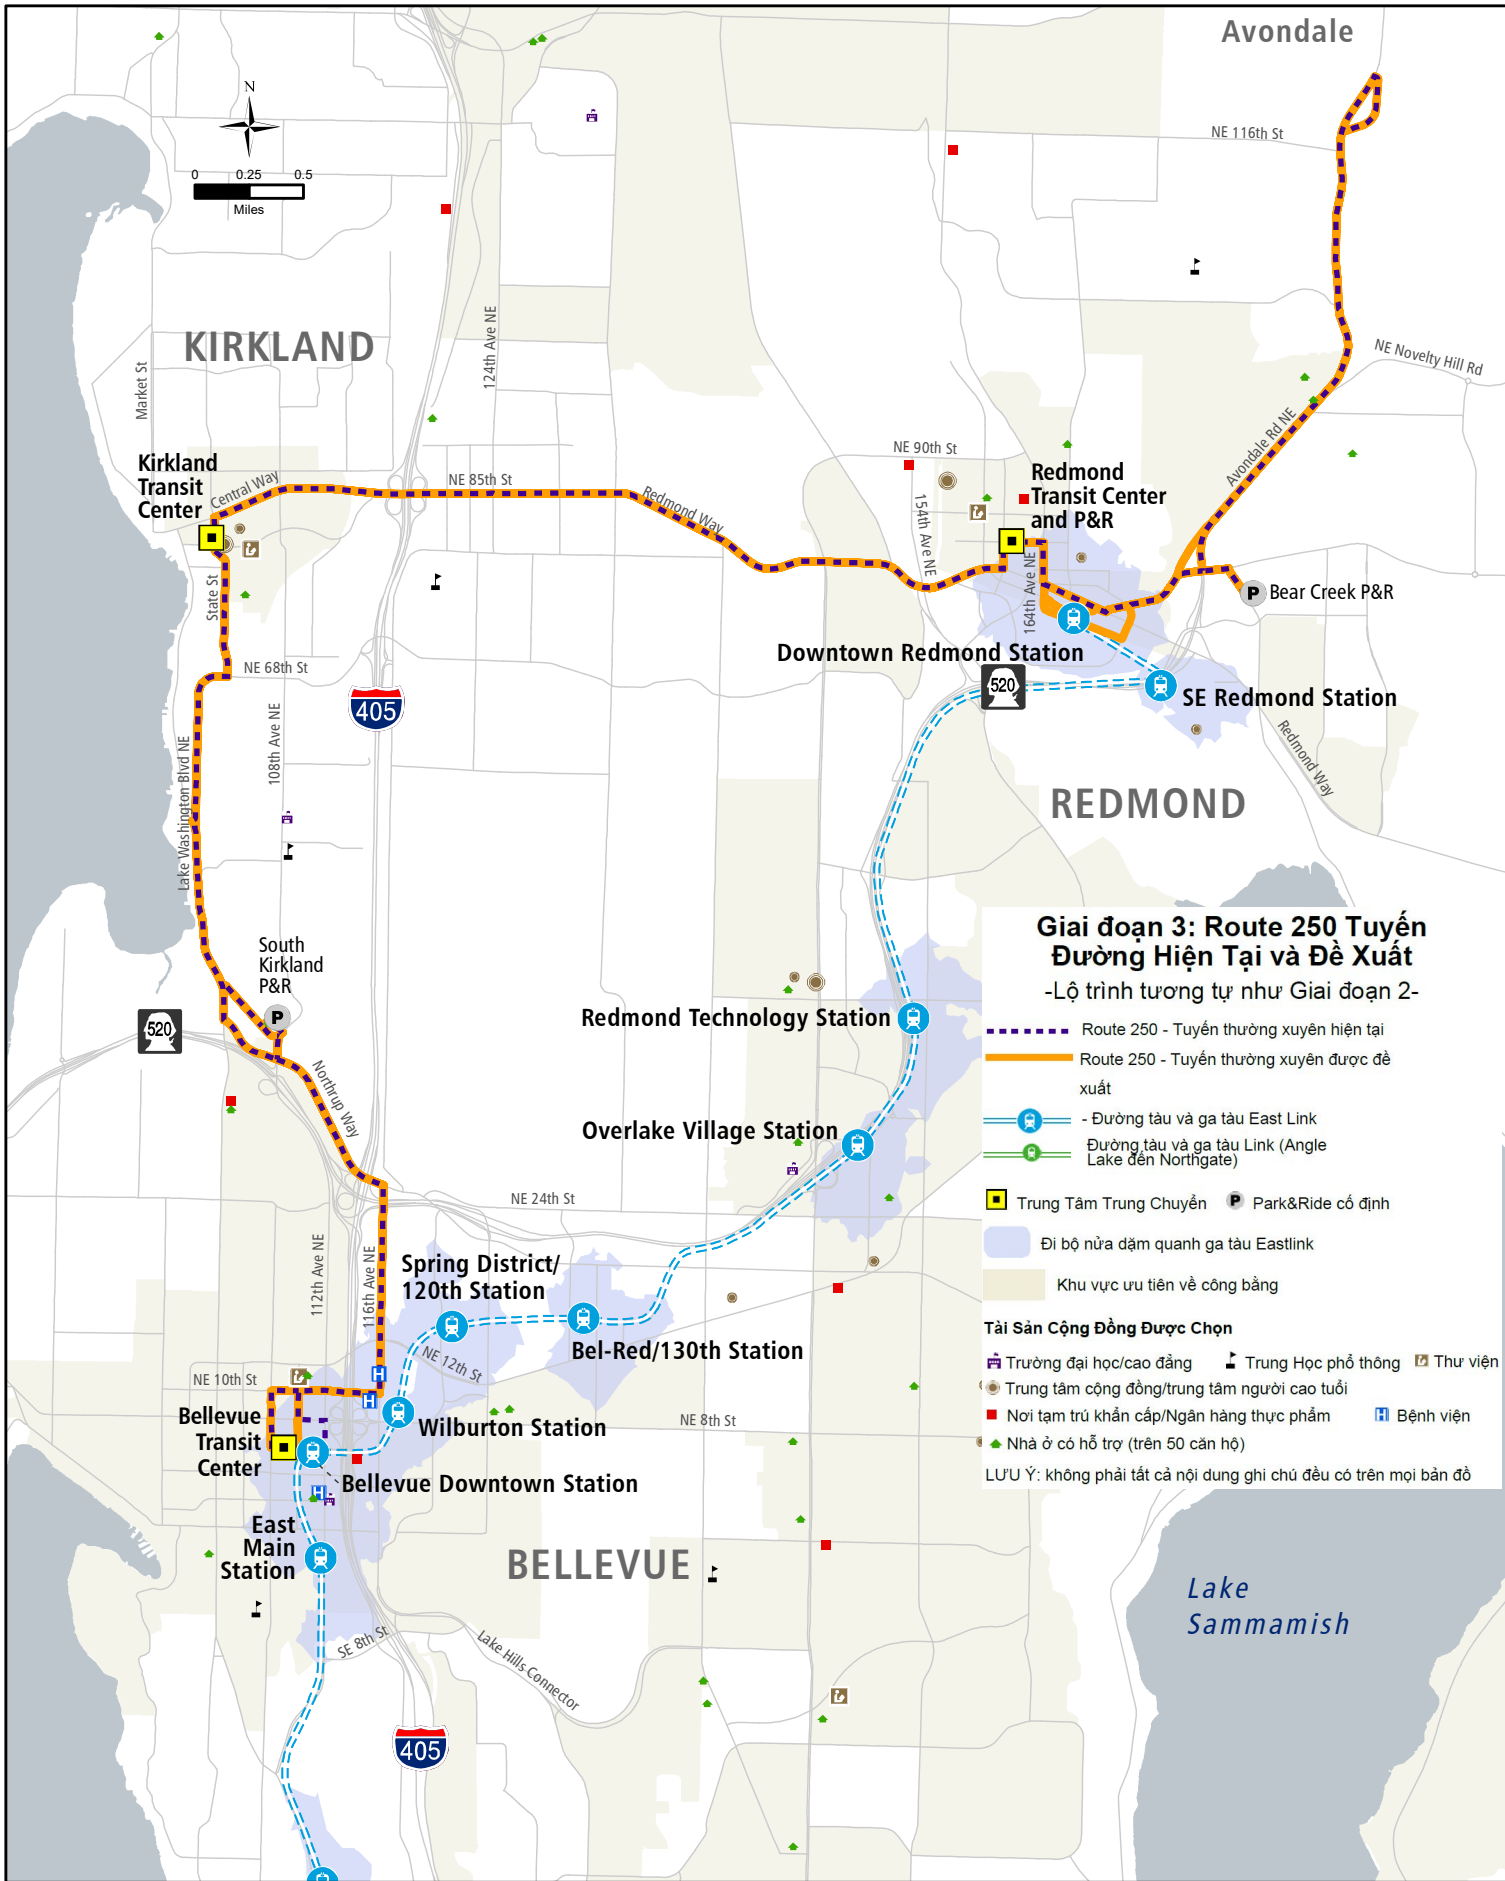 Avondale
N
0 0.25 0.5
Miles
NE 116th St
KIRKLAND
Market St
124th Ave NE
NE Novelty Hill Rd
Avondale Rd NE
Kirkland
Transit
Center
Central Way
NE 85th St
Redmond Way
NE 90th St
154th Ave NE
Redmond
Transit Center
and P&R
164th Ave NE
P
Bear Creek P&R
State St
NE 68th St
Downtown Redmond Station
520
SE Redmond Station
405
108th Ave NE
Lake Washington Blvd NE
Redmond Way
REDMOND
South
Kirkland
P&R
P
520
Northrup Way
Redmond Technology Station
Overlake Village Station
NE 24th St
112th Ave NE
116th Ave NE
Spring District/
120th Station
Bel-Red/130th Station
NE 12th St
NE 10th St
H
H
Bellevue
Transit
Center
Wilburton Station
NE 8th St
Bellevue Downtown Station
H
East
Main
Station
BELLEVUE
SE 8th St
Lake Hills Connector
405
Lake
Sammamish
Giai đoạn 3: Route 250 Tuyến
Đường Hiện Tại và Đề Xuất
-Lộ trình tương tự như Giai đoạn 2-
Route 250 - Tuyến thường xuyên hiện tại
Route 250 - Tuyến thường xuyên được đề
xuất
- Đường tàu và ga tàu East Link
Đường tàu và ga tàu Link (Angle
Lake đến Northgate)
Trung Tâm Trung Chuyển P Park&Ride cố định
Đi bộ nửa dặm quanh ga tàu Eastlink
Khu vực ưu tiên về công bằng
Tài Sản Cộng Đồng Được Chọn
Trường đại học/cao đẳng Trung Học phổ thông Thư viện
Trung tâm cộng đồng/trung tâm người cao tuổi
Nơi tạm trú khẩn cấp/Ngân hàng thực phẩm H Bệnh viện
Nhà ở có hỗ trợ (trên 50 căn hộ)
LƯU Ý: không phải tất cả nội dung ghi chú đều có trên mọi bản đồ